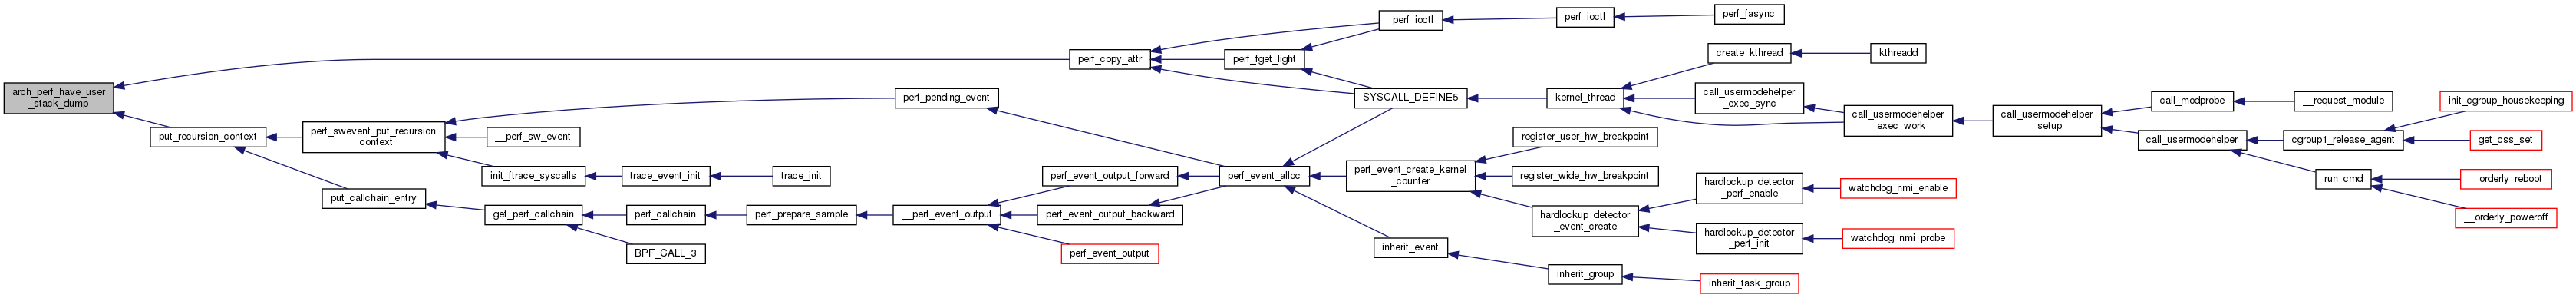 arch_perf_have_user
_stack_dump
perf_copy_attr
_perf_ioctl
perf_ioctl
perf_fasync
perf_fget_light
SYSCALL_DEFINE5
kernel_thread
create_kthread
kthreadd
call_usermodehelper
_exec_sync
call_usermodehelper
_exec_work
call_usermodehelper
_setup
call_modprobe
__request_module
call_usermodehelper
cgroup1_release_agent
init_cgroup_housekeeping
get_css_set
run_cmd
__orderly_reboot
__orderly_poweroff
put_recursion_context
perf_swevent_put_recursion
_context
perf_pending_event
__perf_sw_event
init_ftrace_syscalls
trace_event_init
trace_init
put_callchain_entry
get_perf_callchain
perf_callchain
BPF_CALL_3
perf_prepare_sample
__perf_event_output
perf_event_output_forward
perf_event_output_backward
perf_event_output
perf_event_alloc
perf_event_create_kernel
_counter
register_user_hw_breakpoint
register_wide_hw_breakpoint
hardlockup_detector
_event_create
hardlockup_detector
_perf_enable
watchdog_nmi_enable
hardlockup_detector
_perf_init
watchdog_nmi_probe
inherit_event
inherit_group
inherit_task_group